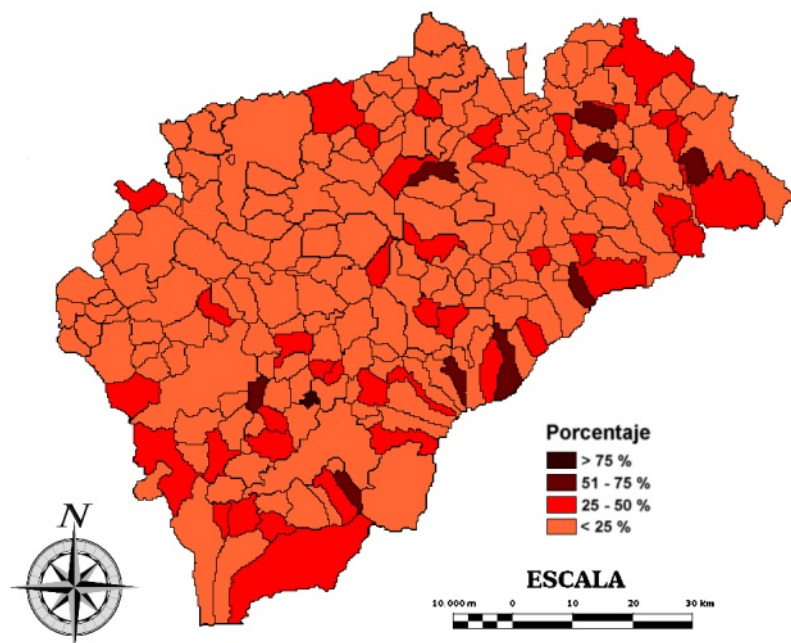 Porcentaje
> 75 %
51 - 75 %
25 - 50 %
< 25 %
N
ESCALA
10.000 m 0 10 20 30 km